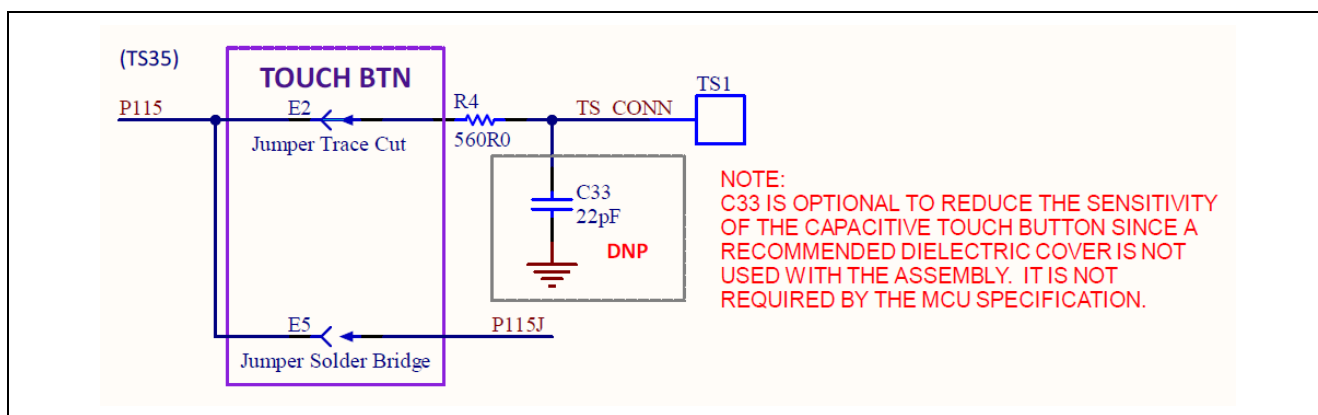 (TS35)
TOUCH BTN
P115
E2
Jumper Trace Cut
R4
560R0
TS CONN
TS1
C33
22pF
DNP
NOTE:
C33 IS OPTIONAL TO REDUCE THE SENSITIVITY
OF THE CAPACITIVE TOUCH BUTTON SINCE A
RECOMMENDED DIELECTRIC COVER IS NOT
USED WITH THE ASSEMBLY. IT IS NOT
REQUIRED BY THE MCU SPECIFICATION.
E5
Jumper Solder Bridge
P115J